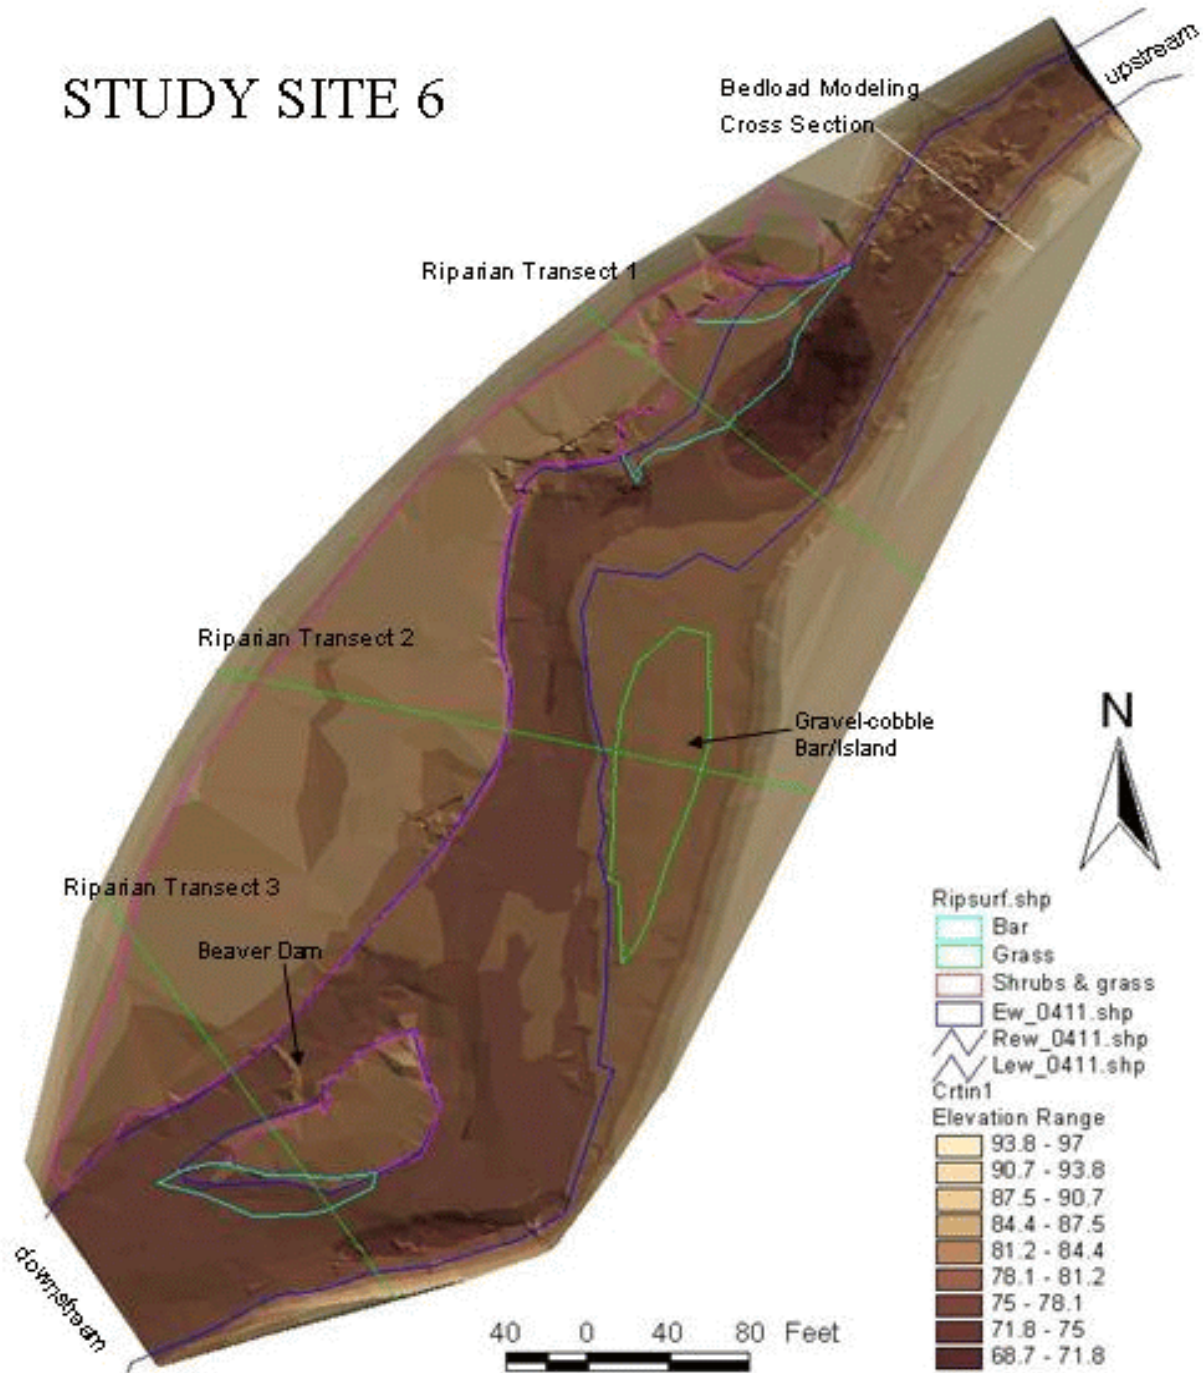 STUDY SITE 6
upstream
Bedload Modeling
Cross Section
Riparian Transect 1
Riparian Transect 2
Gravel-cobble
Bar/Island
N
Riparian Transect 3
Beaver Dam
downstream
40 0 40 80 Feet
Ripsurf.shp
Bar
Grass
Shrubs & grass
Ew_0411.shp
Rew_0411.shp
Lew_0411.shp
Crtin1
Elevation Range
93.8 - 97
90.7 - 93.8
87.5 - 90.7
84.4 - 87.5
81.2 - 84.4
78.1 - 81.2
75 - 78.1
71.8 - 75
68.7 - 71.8